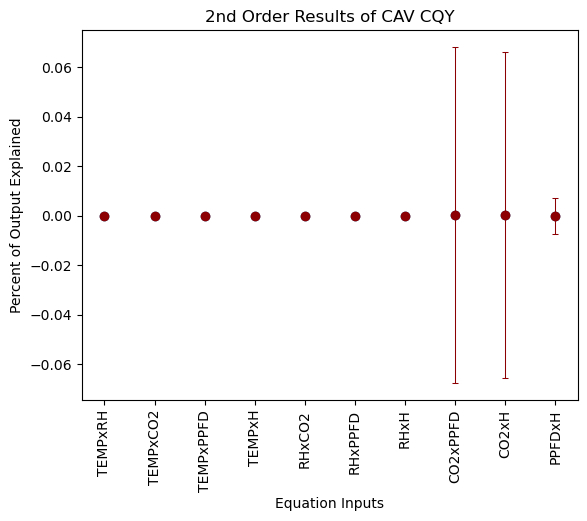 2nd Order Results of CAV CQY
Percent of Output Explained
0.06
0.04
0.02
0.00
−0.02
−0.04
−0.06
TEMPxRH
TEMPxCO2
TEMPxPPFD
TEMPxH
RHxCO2
RHxPPFD
RHxH
CO2xPPFD
CO2xH
PPFDxH
Equation Inputs